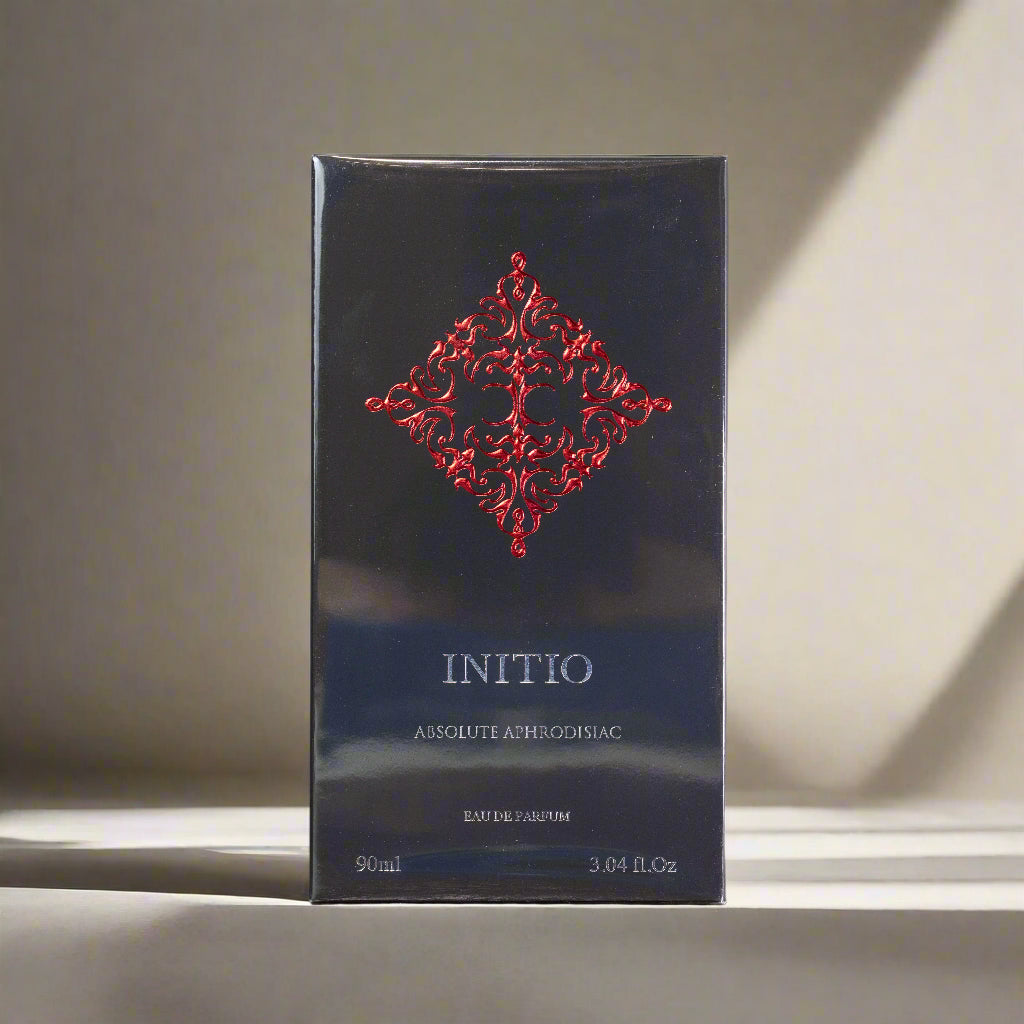 INITIO
ABSOLUTE APHRODISIAC
EAU DE PARFUM
90ml 3.04 fl.Oz